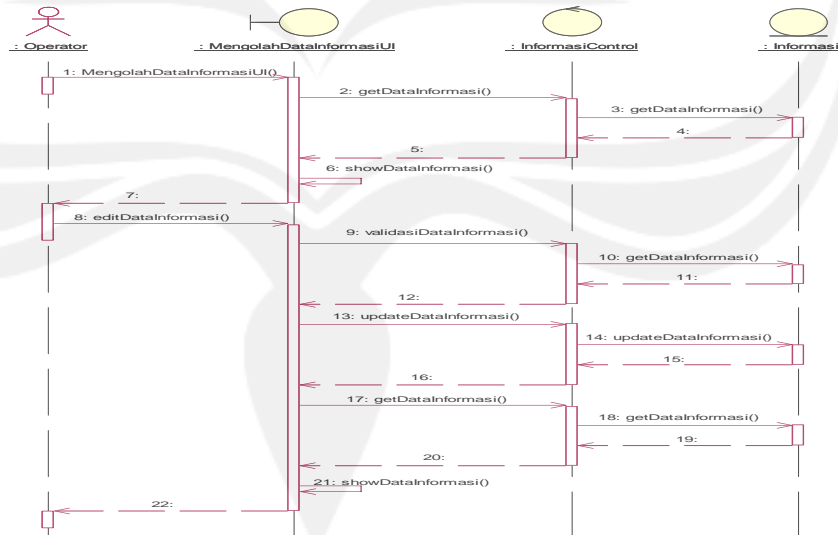 : Operator
: MengolahDataInformasiUI
: InformasiControl
: Informasi
1: MengolahDataInformasiUI()
2: getDataInformasi()
3: getDataInformasi()
4:
5:
6: showDataInformasi()
7:
8: editDataInformasi()
9: validasiDataInformasi()
10: getDataInformasi()
11:
12:
13: updateDataInformasi()
14: updateDataInformasi()
15:
16:
17: getDataInformasi()
18: getDataInformasi()
19:
20:
21: showDataInformasi()
22: